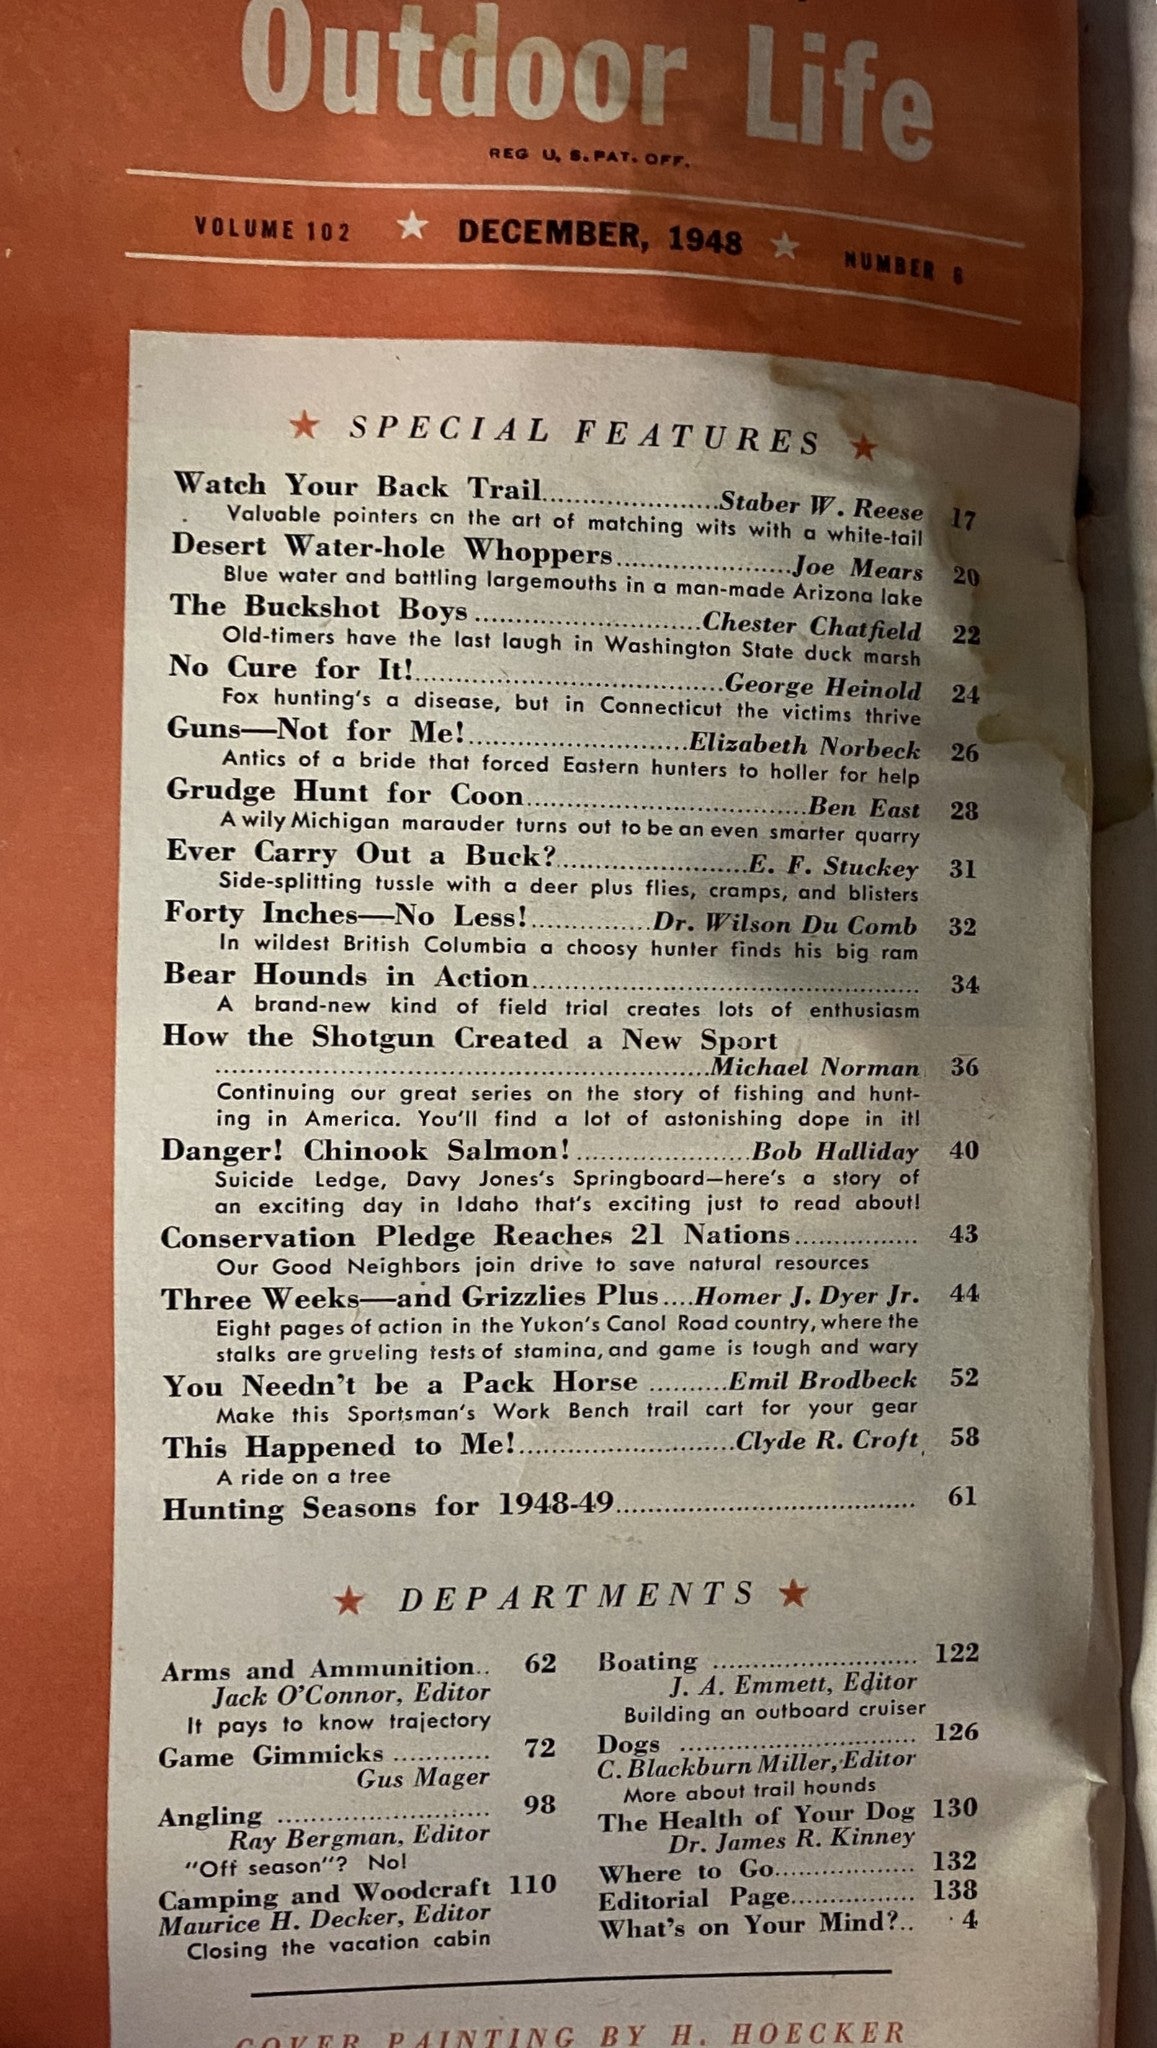 Outdoor Life
REG U. S. PAT. OFF.
VOLUME 102 ★ DECEMBER, 1948 ★ NUMBER 6
★ SPECIAL FEATURES ★
Watch Your Back Trail.....................Staber W. Reese 17
Valuable pointers on the art of matching wits with a white-tail
Desert Water-hole Whoppers.....................Joe Mears 20
Blue water and battling largemouths in a man-made Arizona lake
The Buckshot Boys...........................Chester Chatfield 22
Old-timers have the last laugh in Washington State duck marsh
No Cure for It!.....................................George Heinold 24
Fox hunting's a disease, but in Connecticut the victims thrive
Guns—Not for Me!..........................Elizabeth Norbeck 26
Antics of a bride that forced Eastern hunters to holler for help
Grudge Hunt for Coon..................................Ben East 28
A wily Michigan marauder turns out to be an even smarter quarry
Ever Carry Out a Buck?.......................E. F. Stuckey 31
Side-splitting tussle with a deer plus flies, cramps, and blisters
Forty Inches—No Less!...............Dr. Wilson Du Comb 32
In wildest British Columbia a choosy hunter finds his big ram
Bear Hounds in Action............................................... 34
A brand-new kind of field trial creates lots of enthusiasm
How the Shotgun Created a New Sport
............................................................Michael Norman 36
Continuing our great series on the story of fishing and hunt-
ing in America. You'll find a lot of astonishing dope in it!
Danger! Chinook Salmon!.....................Bob Halliday 40
Suicide Ledge, Davy Jones's Springboard—here's a story of
an exciting day in Idaho that's exciting just to read about!
Conservation Pledge Reaches 21 Nations............... 43
Our Good Neighbors join drive to save natural resources
Three Weeks—and Grizzlies Plus....Homer J. Dyer Jr. 44
Eight pages of action in the Yukon's Canol Road country, where the
stalks are grueling tests of stamina, and game is tough and wary
You Needn't be a Pack Horse ..........Emil Brodbeck 52
Make this Sportsman's Work Bench trail cart for your gear
This Happened to Me!..........................Clyde R. Croft 58
A ride on a tree
Hunting Seasons for 1948-49.................................... 61
★ DEPARTMENTS ★
Arms and Ammunition.. 62
Jack O'Connor, Editor
It pays to know trajectory
Game Gimmicks............ 72
Gus Mager
Angling .......................... 98
Ray Bergman, Editor
"Off season"? No!
Camping and Woodcraft 110
Maurice H. Decker, Editor
Closing the vacation cabin
Boating ......................... 122
J. A. Emmett, Editor
Building an outboard cruiser
Dogs ............................. 126
C. Blackburn Miller, Editor
More about trail hounds
The Health of Your Dog 130
Dr. James R. Kinney
Where to Go................. 132
Editorial Page............... 138
What's on Your Mind?.. 4
COVER PAINTING BY H. HOECKER